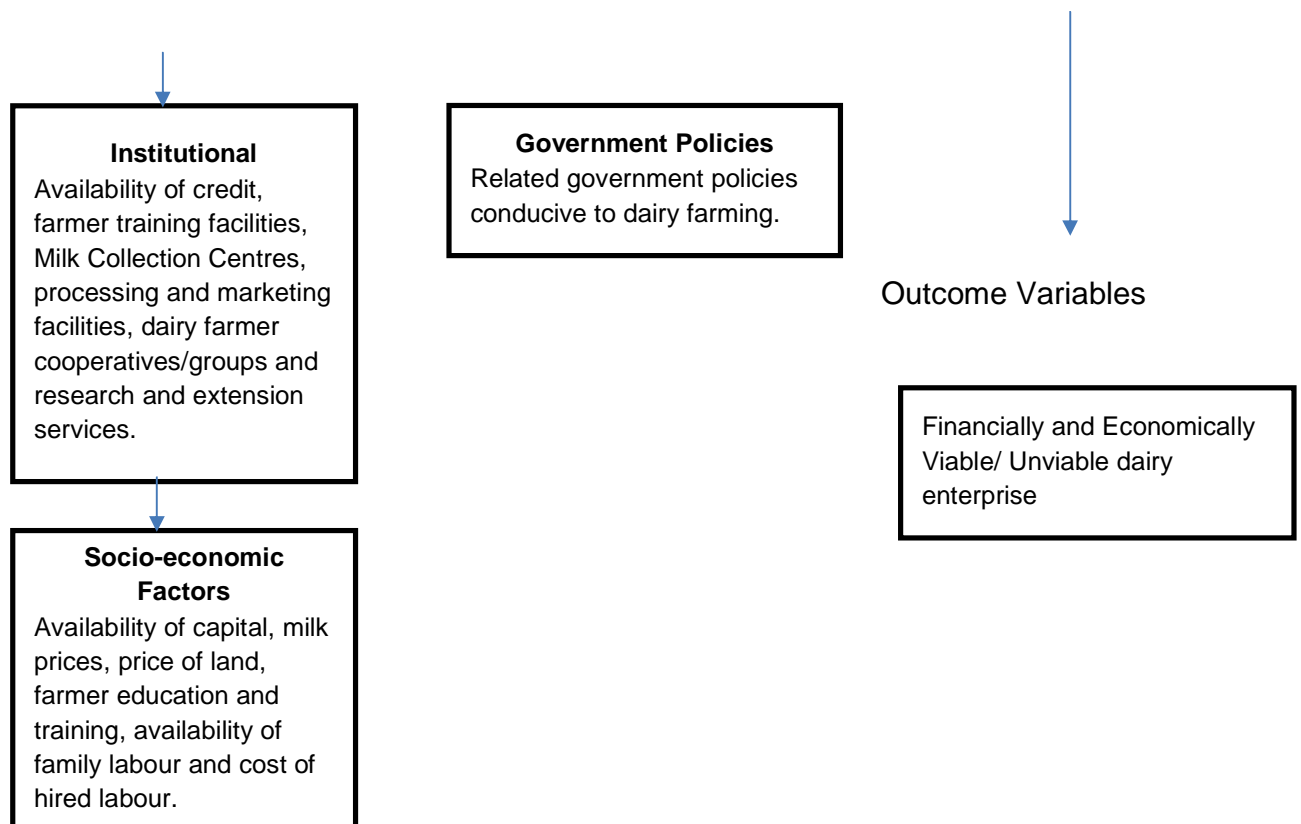 Institutional
Availability of credit,
farmer training facilities,
Milk Collection Centres,
processing and marketing
facilities, dairy farmer
cooperatives/groups and
research and extension
services.
Government Policies
Related government policies
conducive to dairy farming.
Outcome Variables
Financially and Economically
Viable/ Unviable dairy
enterprise
Socio-economic
Factors
Availability of capital, milk
prices, price of land,
farmer education and
training, availability of
family labour and cost of
hired labour.